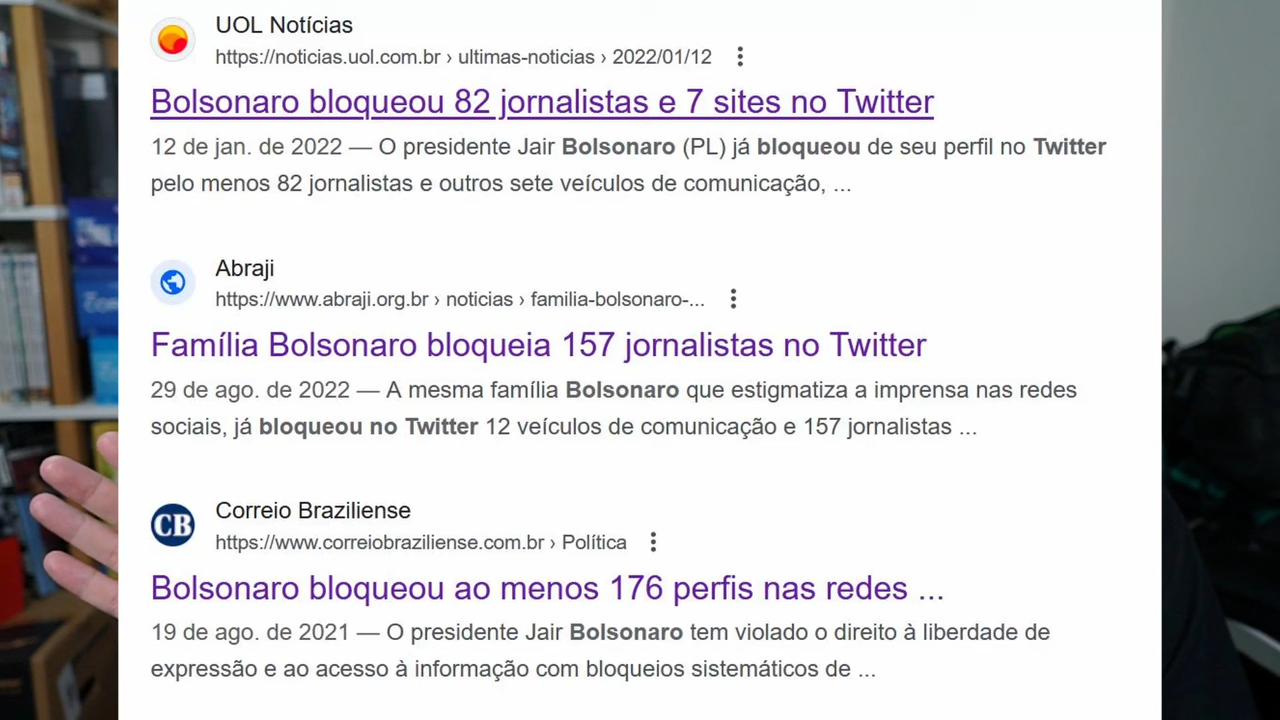 UOL Notícias
https://noticias.uol.com.br › ultimas-noticias › 2022/01/12
Bolsonaro bloqueou 82 jornalistas e 7 sites no Twitter
12 de jan. de 2022 — O presidente Jair Bolsonaro (PL) já bloqueou de seu perfil no Twitter
pelo menos 82 jornalistas e outros sete veículos de comunicação, ...
Abraji
https://www.abraji.org.br › noticias › familia-bolsonaro-...
Família Bolsonaro bloqueia 157 jornalistas no Twitter
29 de ago. de 2022 — A mesma família Bolsonaro que estigmatiza a imprensa nas redes
sociais, já bloqueou no Twitter 12 veículos de comunicação e 157 jornalistas ...
CB
Correio Braziliense
https://www.correiobraziliense.com.br › Política
Bolsonaro bloqueou ao menos 176 perfis nas redes ...
19 de ago. de 2021 — O presidente Jair Bolsonaro tem violado o direito à liberdade de
expressão e ao acesso à informação com bloqueios sistemáticos de ...